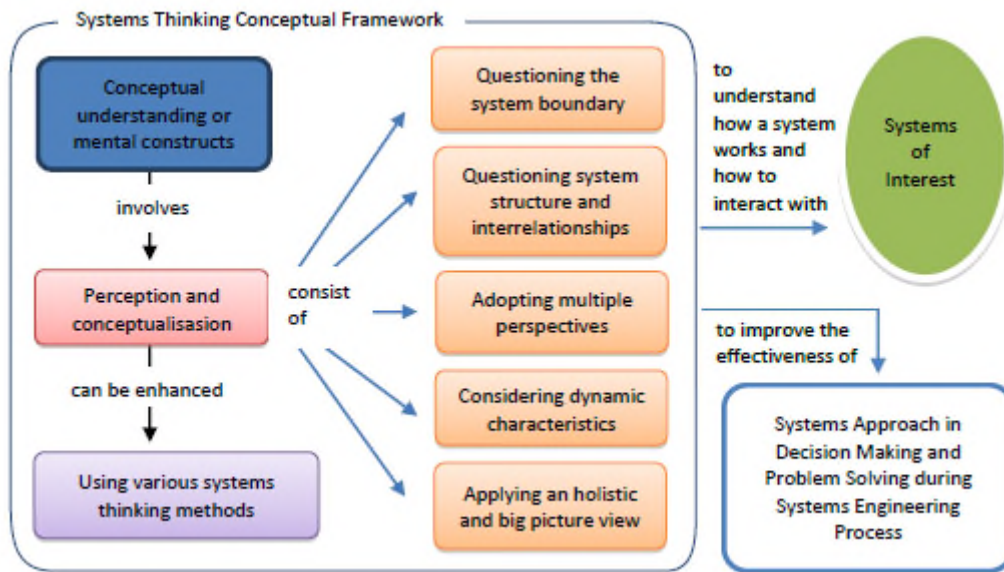 Systems Thinking Conceptual Framework
Conceptual
understanding or
mental constructs
involves
Perception and
conceptualisasion
can be enhanced
Using various systems
thinking methods
consist
of
Questioning the
system boundary
Questioning system
structure and
interrelationships
Adopting multiple
perspectives
Considering dynamic
characteristics
Applying an holistic
and big picture view
to
understand
how a system
works and
how to
interact with
Systems
of
Interest
to improve the
effectiveness of
Systems Approach in
Decision Making and
Problem Solving during
Systems Engineering
Process